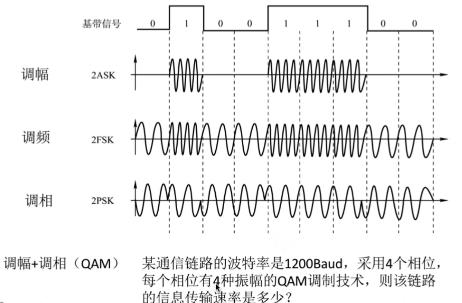 基带信号 0 1 0 0 1 1 1 0 0
调幅 2ASK
调频 2FSK
调相 2PSK
调幅+调相（QAM） 某通信链路的波特率是1200Baud，采用4个相位，
每个相位有4种振幅的QAM调制技术，则该链路
的信息传输速率是多少？